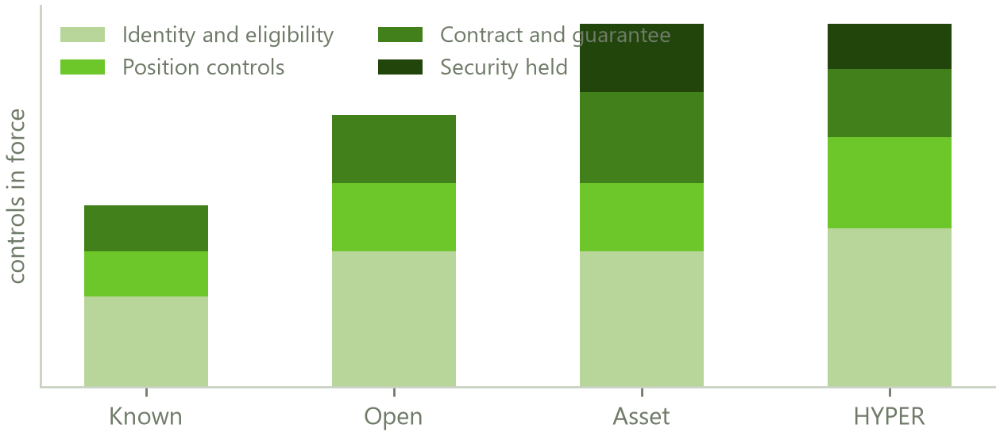 Identity and eligibility
Position controls
Contract and guarantee
Security held
controls in force
Known
Open
Asset
HYPER